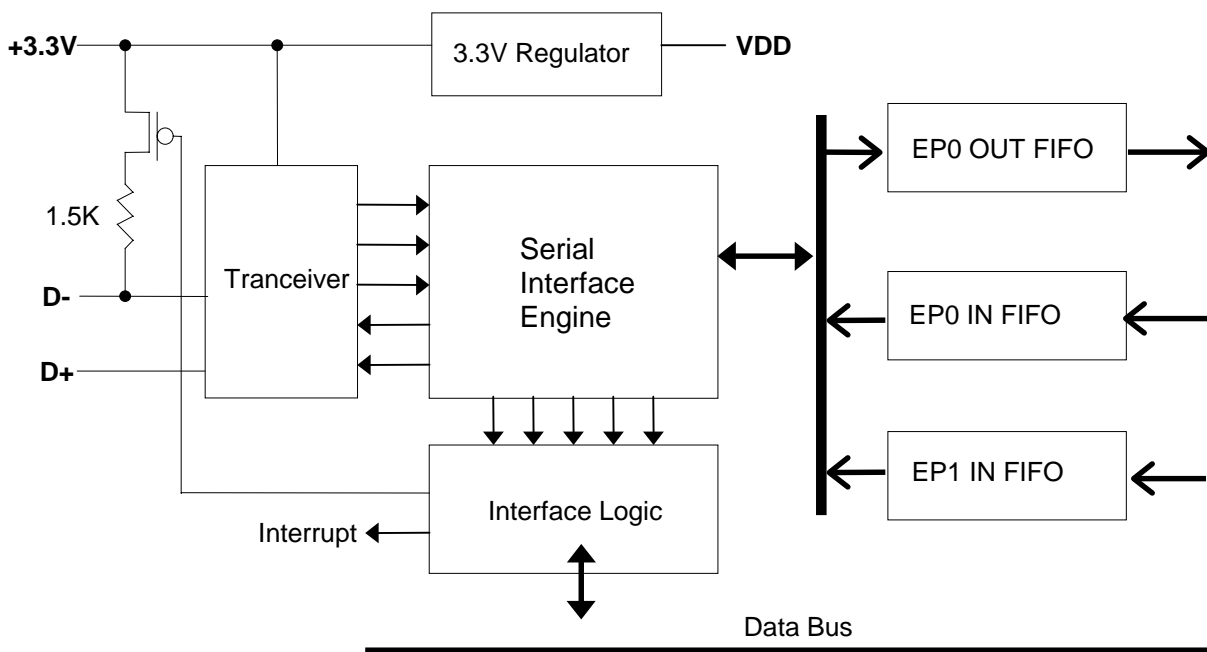 +3.3V
3.3V Regulator
VDD
EP0 OUT FIFO
1.5K
Tranceiver
Serial
Interface
Engine
D-
EP0 IN FIFO
D+
EP1 IN FIFO
Interface Logic
Interrupt
Data Bus